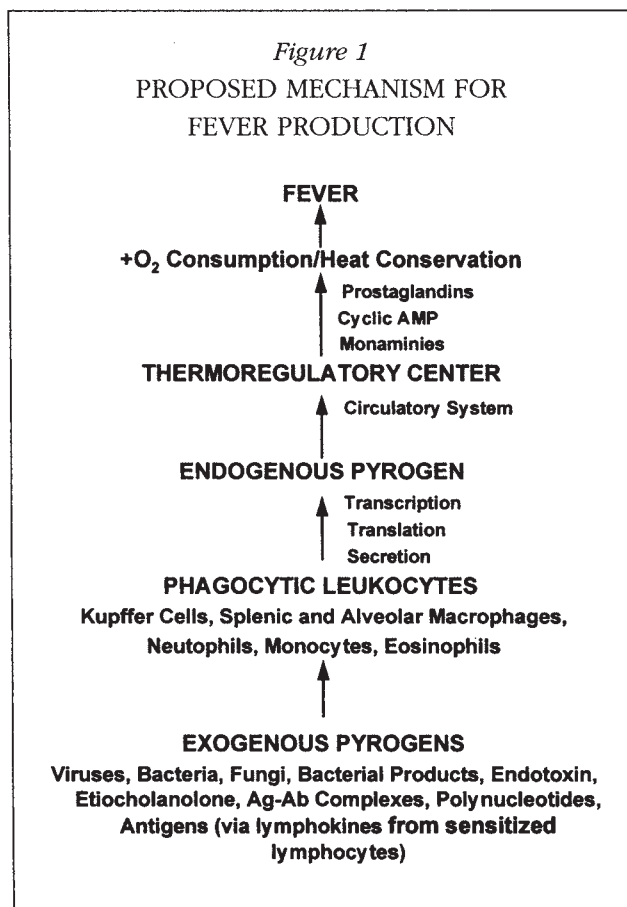 Figure 1
PROPOSED MECHANISM FOR
FEVER PRODUCTION
FEVER
+O₂ Consumption/Heat Conservation
Prostaglandins
Cyclic AMP
Monaminies
THERMOREGULATORY CENTER
Circulatory System
ENDOGENOUS PYROGEN
Transcription
Translation
Secretion
PHAGOCYTIC LEUKOCYTES
Kupffer Cells, Splenic and Alveolar Macrophages,
Neutophils, Monocytes, Eosinophils
EXOGENOUS PYROGENS
Viruses, Bacteria, Fungi, Bacterial Products, Endotoxin,
Etiocholanolone, Ag-Ab Complexes, Polynucleotides,
Antigens (via lymphokines from sensitized
lymphocytes)